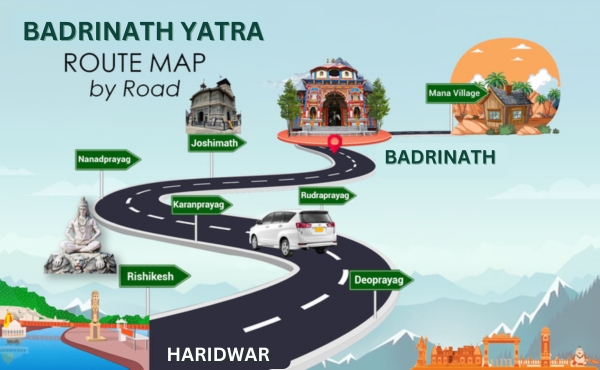 BADRINATH YATRA
ROUTE MAP
by Road
Mana Village
Joshimath
Nanadprayag
BADRINATH
Rudraprayag
Karanprayag
Rishikesh
Deoprayag
HARIDWAR